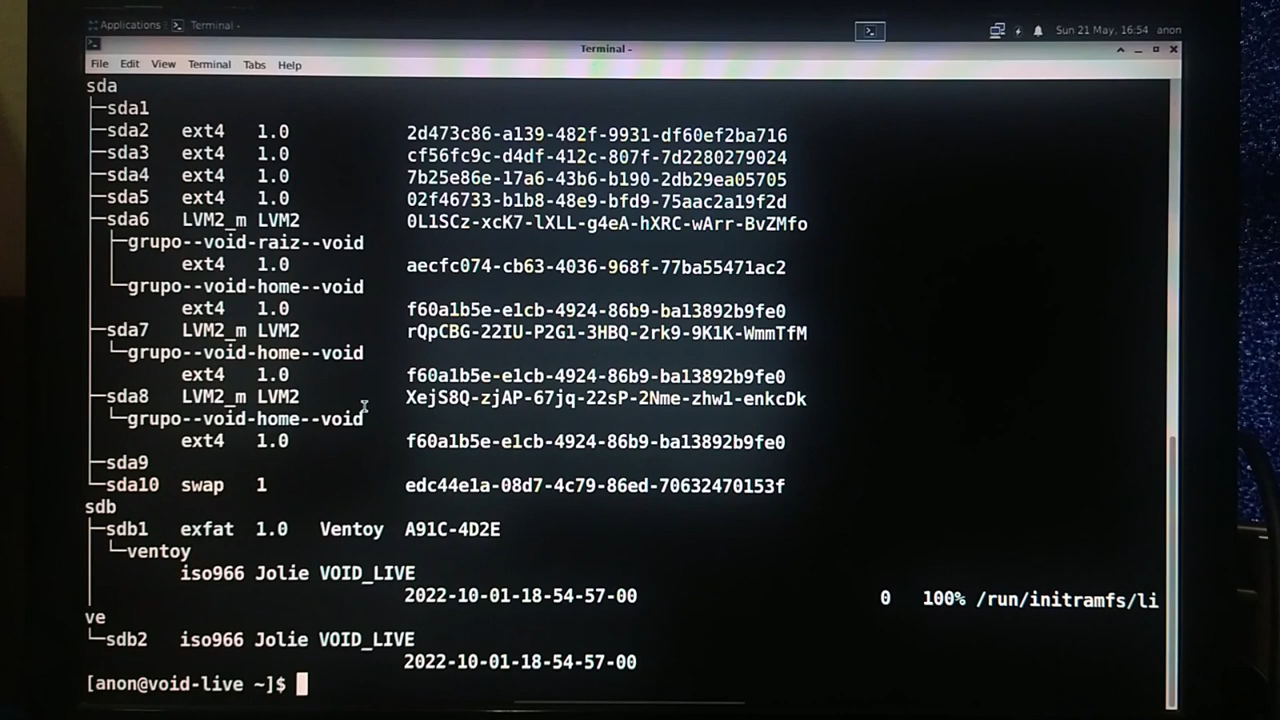 Applications Terminal - Sun 21 May, 16:54 anon
Terminal -
File Edit View Terminal Tabs Help
sda
├─sda1
├─sda2 ext4 1.0 2d473c86-a139-482f-9931-df60ef2ba716
├─sda3 ext4 1.0 cf56fc9c-d4df-412c-807f-7d2280279024
├─sda4 ext4 1.0 7b25e86e-17a6-43b6-b190-2db29ea05705
├─sda5 ext4 1.0 02f46733-b1b8-48e9-bfd9-75aac2a19f2d
├─sda6 LVM2_m LVM2 0L1SCz-xcK7-lXLL-g4eA-hXRC-wArr-BvZMfo
│ ├─grupo--void-raiz--void
│ │ ext4 1.0 aecfc074-cb63-4036-968f-77ba55471ac2
│ └─grupo--void-home--void
│ ext4 1.0 f60a1b5e-e1cb-4924-86b9-ba13892b9fe0
├─sda7 LVM2_m LVM2 rQpCBG-22IU-P2G1-3HBQ-2rk9-9K1K-WmmTfM
│ └─grupo--void-home--void
│ ext4 1.0 f60a1b5e-e1cb-4924-86b9-ba13892b9fe0
├─sda8 LVM2_m LVM2 XejS8Q-zjAP-67jq-22sP-2Nme-zhw1-enkcDk
│ └─grupo--void-home--void
│ ext4 1.0 f60a1b5e-e1cb-4924-86b9-ba13892b9fe0
├─sda9
└─sda10 swap 1 edc44e1a-08d7-4c79-86ed-70632470153f
sdb
├─sdb1 exfat 1.0 Ventoy A91C-4D2E
│ └─ventoy
│ iso966 Jolie VOID_LIVE
│ 2022-10-01-18-54-57-00 0 100% /run/initramfs/li
ve
└─sdb2 iso966 Jolie VOID_LIVE
2022-10-01-18-54-57-00
[anon@void-live ~]$